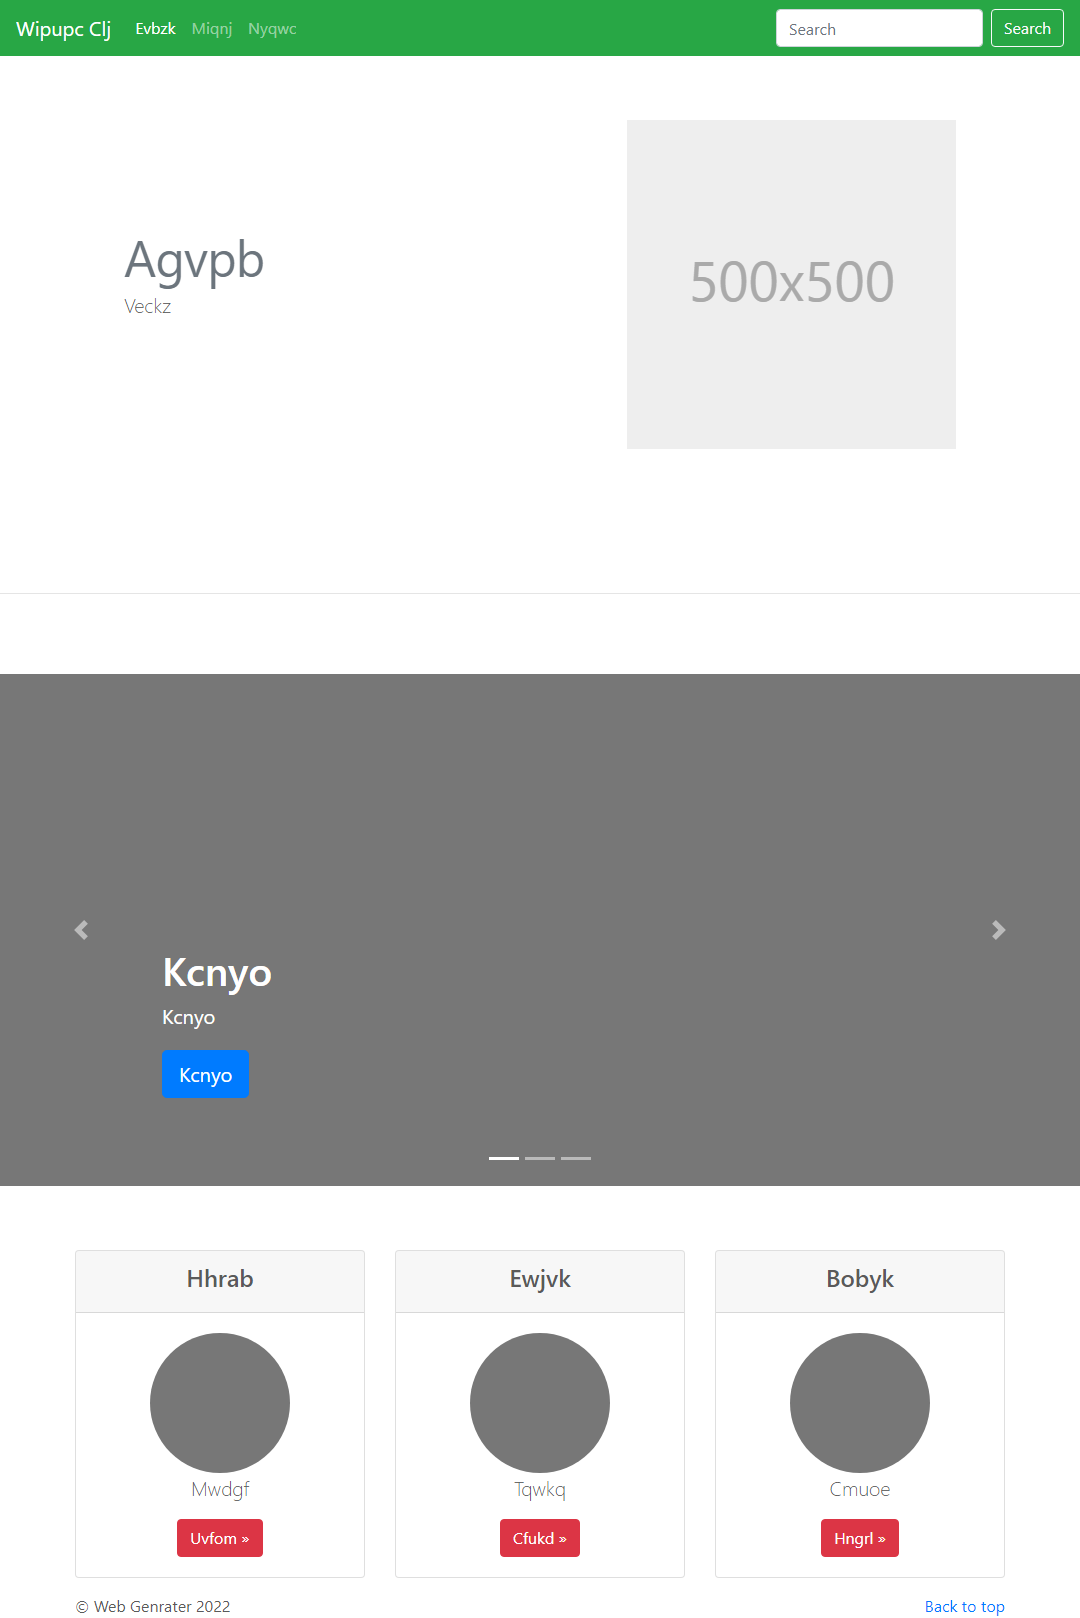 Wipupc Clj Evbzk Miqnj Nyqwc Search Search
Agvpb
Veckz
500x500
Kcnyo
Kcnyo
Kcnyo
Hhrab Ewjvk Bobyk
Mwdgf Tqwkq Cmuoe
Uvfom » Cfukd » Hngrl »
© Web Genrater 2022 Back to top